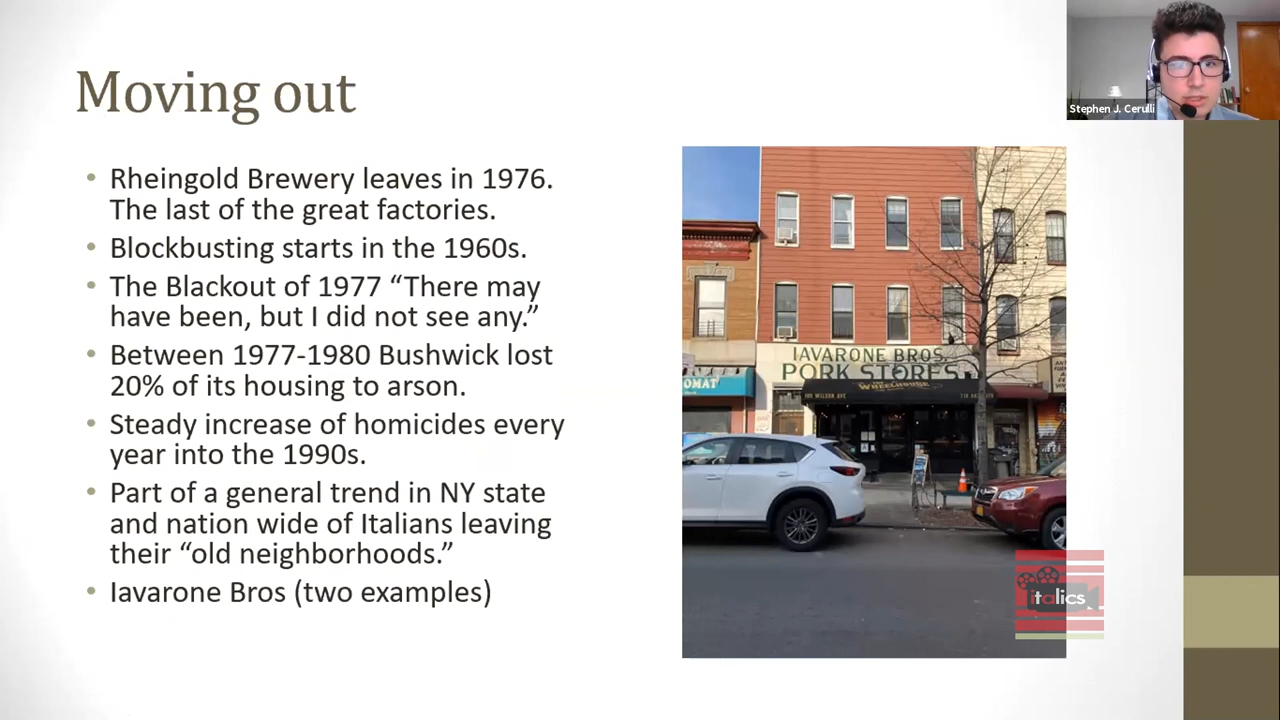 Moving out
Stephen J. Cerulli
• Rheingold Brewery leaves in 1976.
The last of the great factories.
• Blockbusting starts in the 1960s.
• The Blackout of 1977 “There may
have been, but I did not see any.”
• Between 1977-1980 Bushwick lost
20% of its housing to arson.
• Steady increase of homicides every
year into the 1990s.
• Part of a general trend in NY state
and nation wide of Italians leaving
their “old neighborhoods.”
• Iavarone Bros (two examples)
IAVARONE BROS.
PORK STORES
WHEELHOUSE
OMAT
italics